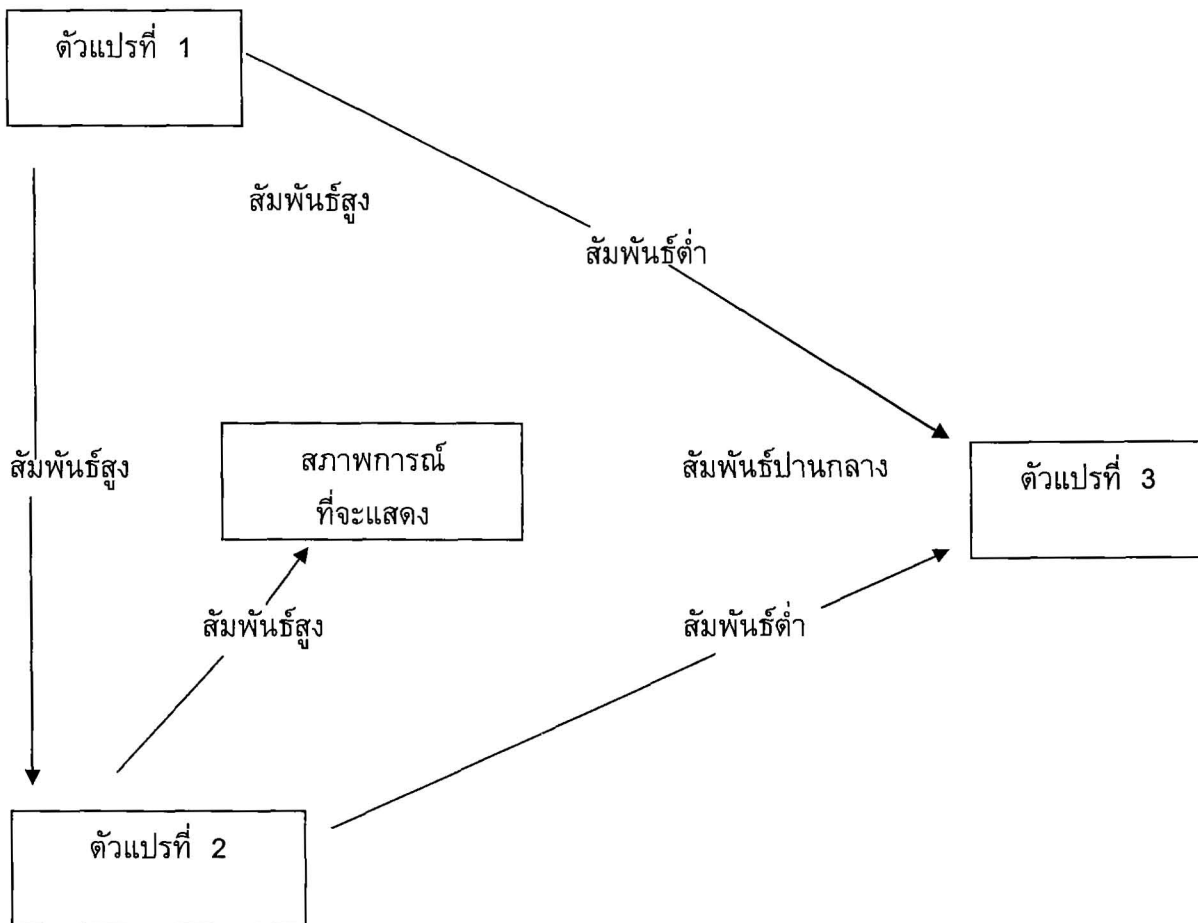 ตัวแปรที่ 1
สัมพันธ์สูง
สัมพันธ์ต่ำ
สัมพันธ์สูง
สภาพการณ์
ที่จะแสดง
สัมพันธ์ปานกลาง
ตัวแปรที่ 3
สัมพันธ์สูง
สัมพันธ์ต่ำ
ตัวแปรที่ 2